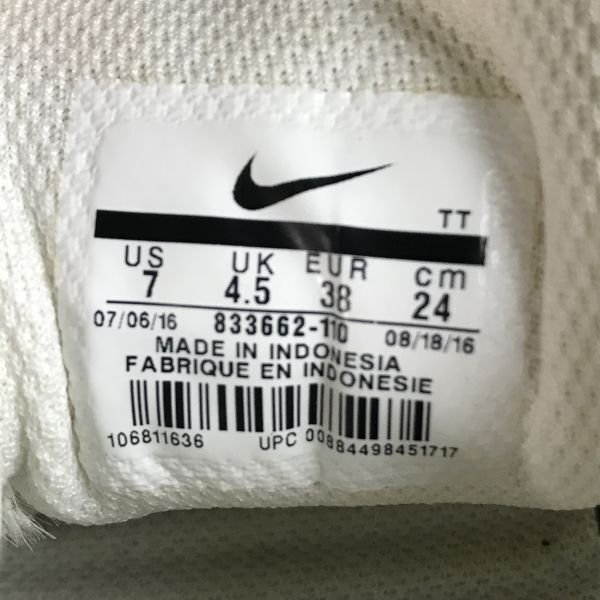 TT
US UK EUR cm
7 4.5 38 24
07/06/16 833662-110 08/18/16
MADE IN INDONESIA
FABRIQUE EN INDONESIE
106811636 UPC 00884498451717